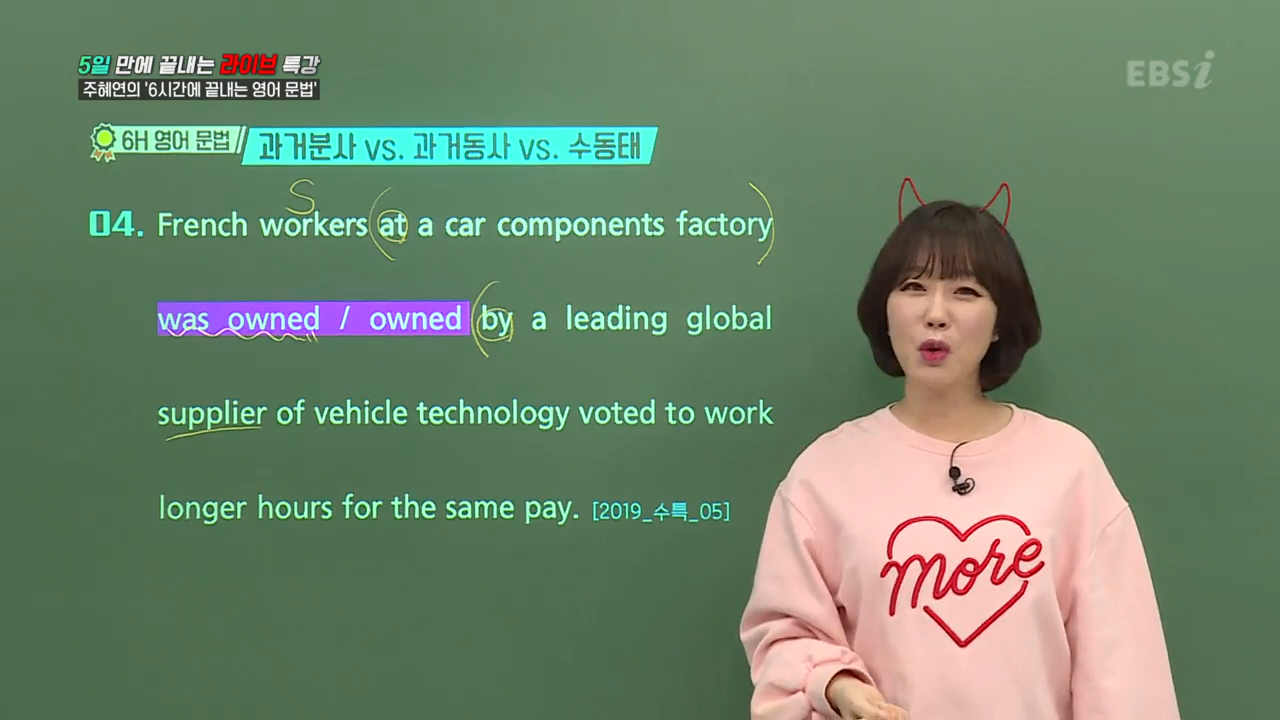 5일 만에 끝내는 라이브 특강
주혜연의 '6시간에 끝내는 영어 문법'
EBSi
6H 영어 문법 과거분사 vs. 과거동사 vs. 수동태
S
04. French workers (at a car components factory)
was owned / owned (by a leading global
supplier of vehicle technology voted to work
longer hours for the same pay. [2019_수특_05]
more